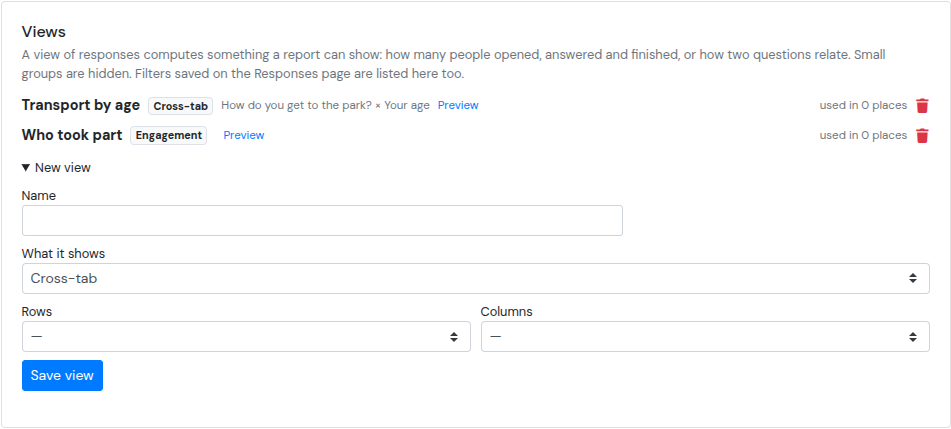 Views
A view of responses computes something a report can show: how many people opened, answered and finished, or how two questions relate. Small
groups are hidden. Filters saved on the Responses page are listed here too.
Transport by age Cross-tab How do you get to the park? × Your age Preview used in 0 places
Who took part Engagement Preview used in 0 places
▼ New view
Name
What it shows
Cross-tab
Rows Columns
— —
Save view